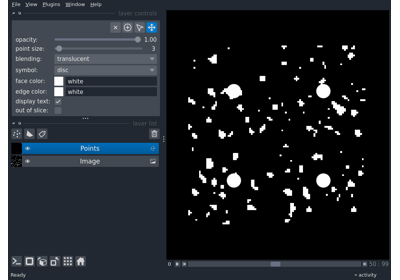 File View Plugins Window Help
layer controls
opacity: 1.00
point size: 3
blending: translucent
symbol: disc
face color: white
edge color: white
display text:
out of slice:
layer list
Points
Image
50 99
Ready
activity